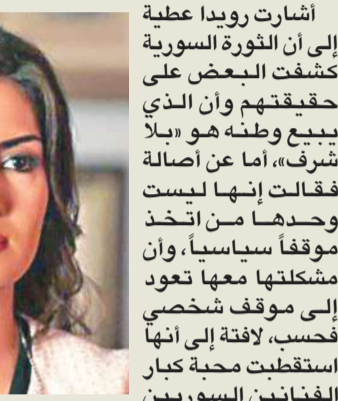 أشارت رويدا عطية
إلى أن الثورة السورية
كشفت البعض على
حقيقتهم وأن الذي
يبيع وطنه هو «بلا
شرف»، أما عن أصالة
فقالت إنها ليست
وحدها من اتخذ
موقفاً سياسياً، وأن
مشكلتها معها تعود
إلى موقف شخصي
فحسب، لافتة إلى أنها
استقطبت محبة كبار
الفنانين السوريين